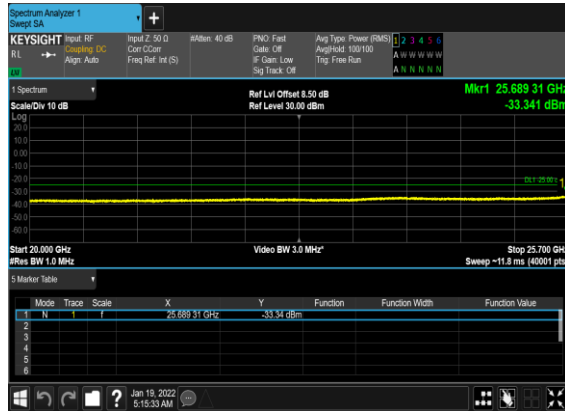 Spectrum Analyzer 1
Swept SA
+
KEYSIGHT Input: RF Input Z: 50 Ω #Atten: 40 dB PNO: Fast Avg Type: Power (RMS) 1 2 3 4 5 6
RL Coupling: DC Corr CCorr Gate: Off Avg|Hold: 100/100 A W W W W W
Align: Auto Freq Ref: Int (S) IF Gain: Low Trig: Free Run
Sig Track: Off A N N N N N
1 Spectrum Ref Lvl Offset 8.50 dB Mkr1 25.689 31 GHz
Scale/Div 10 dB Ref Level 30.00 dBm -33.341 dBm
Log
20.0
10.0
0.00
-10.0
-20.0
DL1 -25.00
-30.0
1
-40.0
-50.0
-60.0
Start 20.000 GHz Video BW 3.0 MHz* Stop 25.700 GH
#Res BW 1.0 MHz Sweep ~11.8 ms (40001 pts
5 Marker Table
Mode Trace Scale X Y Function Function Width Function Value
1 N 1 f 25.689 31 GHz -33.34 dBm
2
3
4
5
6
? Jan 19, 2022
5:15:33 AM